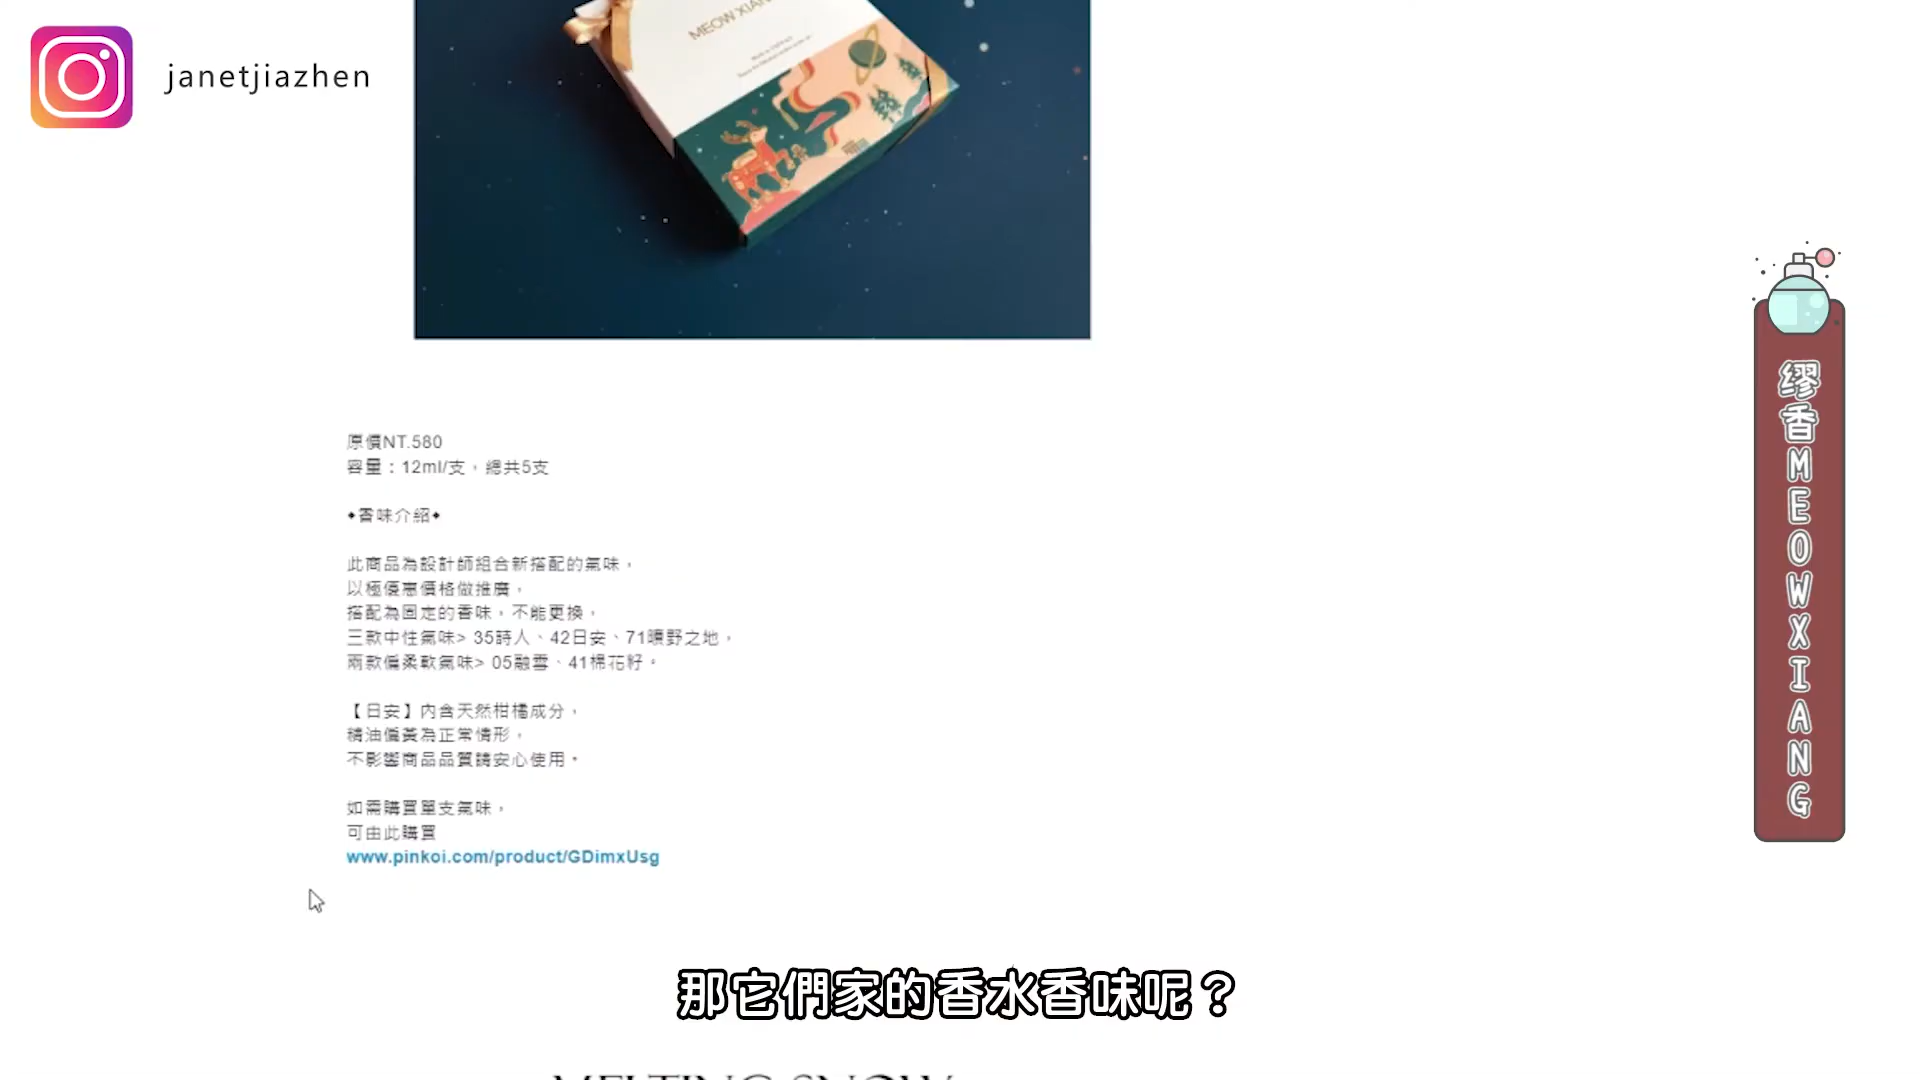 janetjiazhen
MEOW XIAN
原價NT.580
容量：12ml/支，總共5支
◆香味介紹◆
此商品為設計師組合新搭配的氣味，
以極優惠價格做推廣，
搭配為固定的香味，不能更換，
三款中性氣味> 35詩人、42日安、71曠野之地，
兩款偏柔軟氣味> 05融雪、41棉花籽。
【日安】內含天然柑橘成分，
精油偏黃為正常情形，
不影響商品品質請安心使用。
如需購買單支氣味，
可由此購買
www.pinkoi.com/product/GDimxUsg
繆香MEOWXIANG
那它們家的香水香味呢？
MELTING SNOW